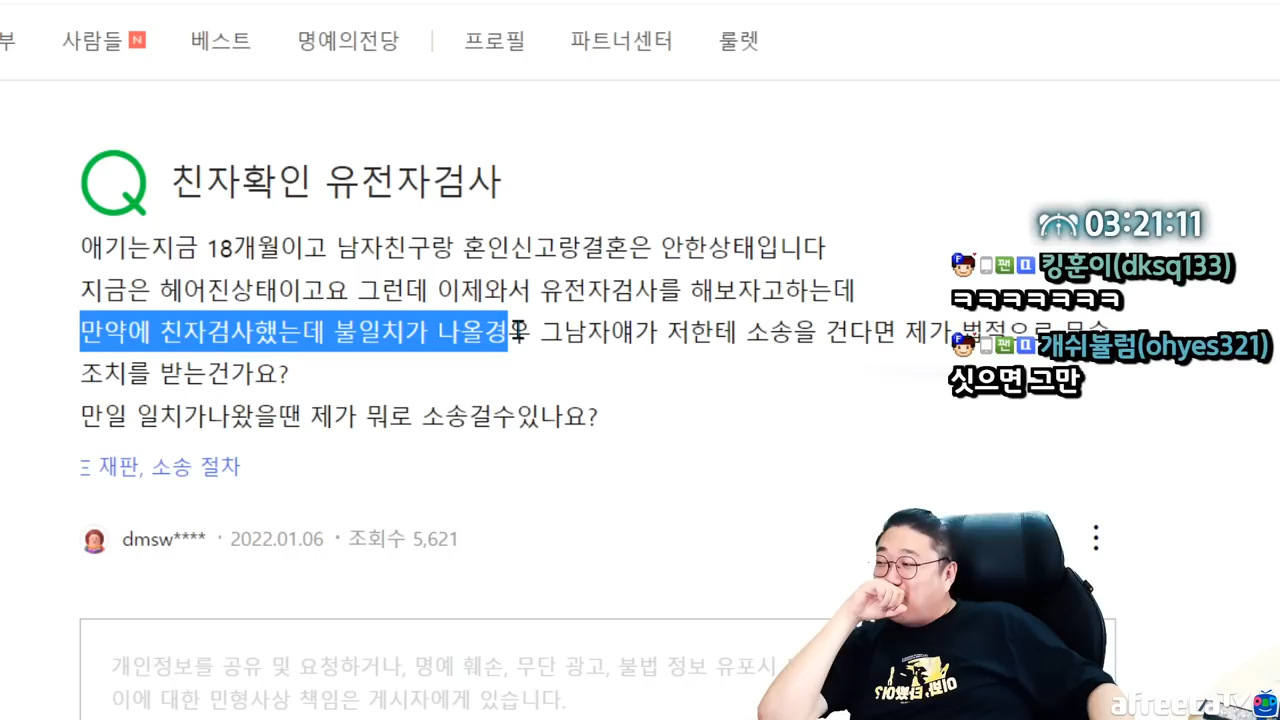 부 사람들 N 베스트 명예의전당 프로필 파트너센터 룰렛
친자확인 유전자검사
애기는지금 18개월이고 남자친구랑 혼인신고랑결혼은 안한상태입니다
지금은 헤어진상태이고요 그런데 이제와서 유전자검사를 해보자고하는데
만약에 친자검사했는데 불일치가 나올경우 그남자얘가 저한테 소송을 건다면 제가 법적으로 무슨
조치를 받는건가요?
만일 일치가나왔을땐 제가 뭐로 소송걸수있나요?
재판, 소송 절차
dmsw**** · 2022.01.06 · 조회수 5,621
개인정보를 공유 및 요청하거나, 명예 훼손, 무단 광고, 불법 정보 유포시
이에 대한 민형사상 책임은 게시자에게 있습니다.
03:21:11
팬 킹훈이(dksq133)
ㅋㅋㅋㅋㅋㅋㅋ
팬 개쉬뷸럼(ohyes321)
싯으면 그만
afreecaTV